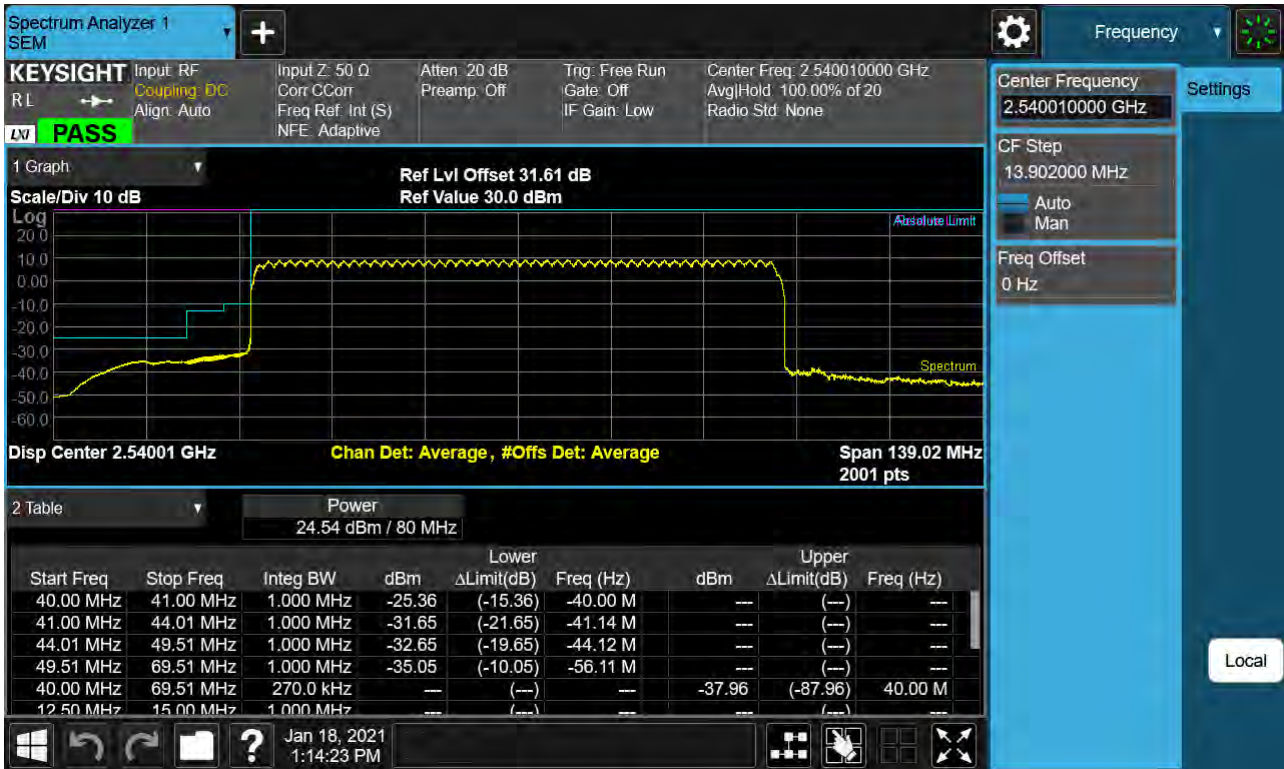 Spectrum Analyzer 1
SEM
+
Frequency
KEYSIGHT
RL
LXI
PASS
Input: RF
Coupling: DC
Align: Auto
Input Z: 50 Ω
Corr CCorr
Freq Ref: Int (S)
NFE: Adaptive
Atten: 20 dB
Preamp: Off
Trig: Free Run
Gate: Off
IF Gain: Low
Center Freq: 2.540010000 GHz
Avg|Hold: 100.00% of 20
Radio Std: None
Center Frequency
2.540010000 GHz
Settings
CF Step
13.902000 MHz
Auto
Man
Freq Offset
0 Hz
1 Graph
Ref Lvl Offset 31.61 dB
Scale/Div 10 dB
Ref Value 30.0 dBm
Log
Absolute Limit
20.0
10.0
0.00
-10.0
-20.0
-30.0
-40.0
-50.0
-60.0
Spectrum
Disp Center 2.54001 GHz
Chan Det: Average, #Offs Det: Average
Span 139.02 MHz
2001 pts
2 Table
Power
24.54 dBm / 80 MHz
Lower Upper
Start Freq Stop Freq Integ BW dBm ΔLimit(dB) Freq (Hz) dBm ΔLimit(dB) Freq (Hz)
40.00 MHz 41.00 MHz 1.000 MHz -25.36 (-15.36) -40.00 M --- (---) ---
41.00 MHz 44.01 MHz 1.000 MHz -31.65 (-21.65) -41.14 M --- (---) ---
44.01 MHz 49.51 MHz 1.000 MHz -32.65 (-19.65) -44.12 M --- (---) ---
49.51 MHz 69.51 MHz 1.000 MHz -35.05 (-10.05) -56.11 M --- (---) ---
40.00 MHz 69.51 MHz 270.0 kHz --- (---) --- -37.96 (-87.96) 40.00 M
12.50 MHz 15.00 MHz 1.000 MHz --- (---)
Local
?
Jan 18, 2021
1:14:23 PM